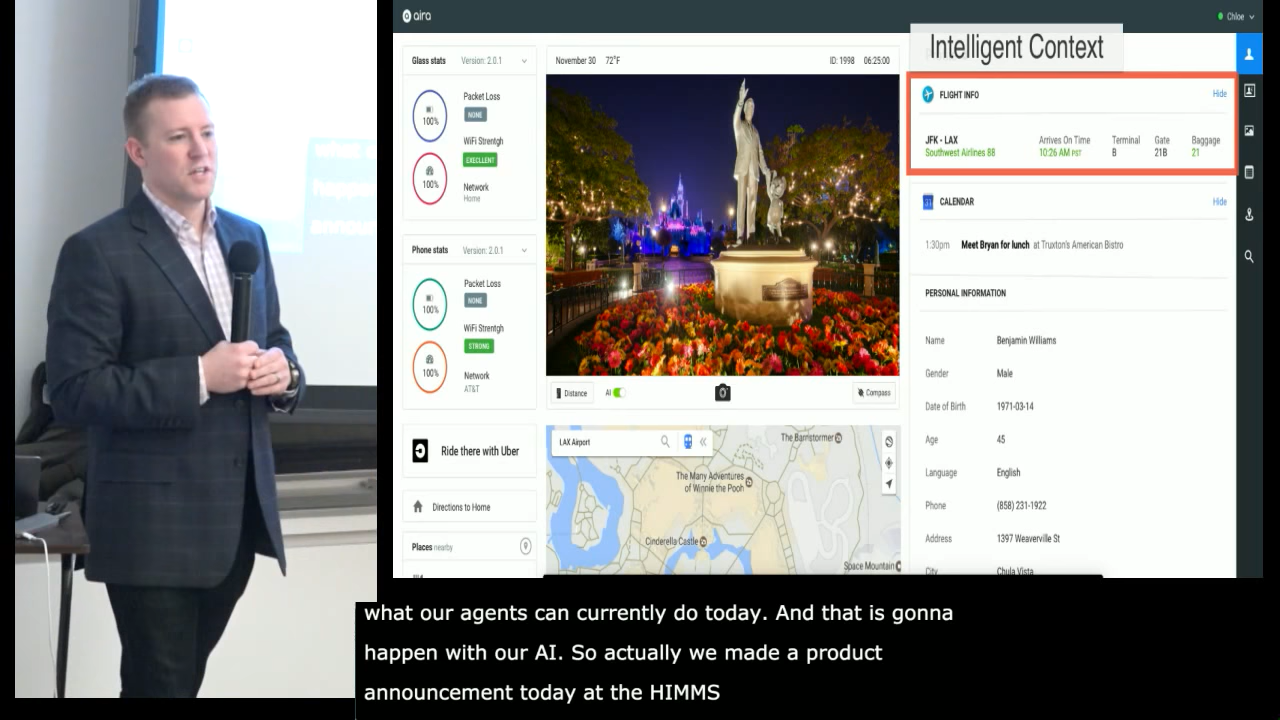 aira
Chloe
Intelligent Context
Glass stats Version: 2.0.1
100%
Packet Loss
NONE
WiFi Strentgh
EXECLLENT
100%
Network
Home
Phone stats Version: 2.0.1
100%
Packet Loss
NONE
WiFi Strentgh
STRONG
100%
Network
AT&T
Ride there with Uber
Directions to Home
Places nearby
November 30 72°F ID: 1998 06:25:00
Distance AI Compass
LAX Airport
The Barnstormer
The Many Adventures
of Winnie the Pooh
Cinderella Castle
Space Mountain
FLIGHT INFO Hide
JFK - LAX Arrives On Time Terminal Gate Baggage
Southwest Airlines 88 10:26 AM PST B 21B 21
31 CALENDAR Hide
1:30pm Meet Bryan for lunch at Truxton's American Bistro
PERSONAL INFORMATION
Name Benjamin Williams
Gender Male
Date of Birth 1971-03-14
Age 45
Language English
Phone (858) 231-1922
Address 1397 Weaverville St
City Chula Vista
what our agents can currently do today. And that is gonna
happen with our AI. So actually we made a product
announcement today at the HIMMS